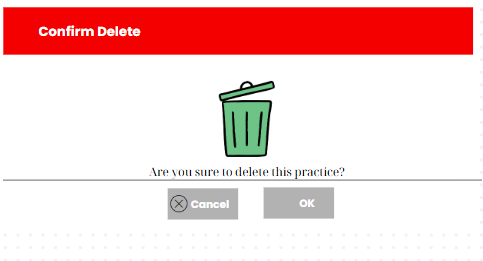 Confirm Delete
Are you sure to delete this practice?
Cancel
OK